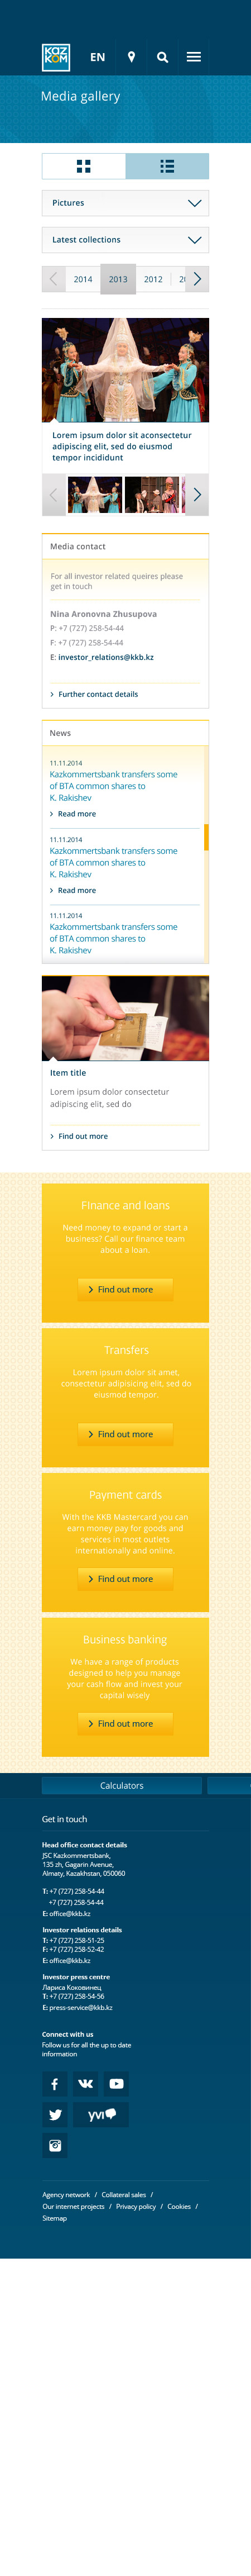 KAZ
KOM
EN
Media gallery
Pictures
Latest collections
2014
2013
2012
Lorem ipsum dolor sit aconsectetur
adipiscing elit, sed do eiusmod
tempor incididunt
Media contact
For all investor related queires please
get in touch
Nina Aronovna Zhusupova
P: +7 (727) 258-54-44
F: +7 (727) 258-54-44
E: investor_relations@kkb.kz
Further contact details
News
11.11.2014
Kazkommertsbank transfers some
of BTA common shares to
K. Rakishev
Read more
11.11.2014
Kazkommertsbank transfers some
of BTA common shares to
K. Rakishev
Read more
11.11.2014
Kazkommertsbank transfers some
of BTA common shares to
K. Rakishev
Item title
Lorem ipsum dolor consectetur
adipiscing elit, sed do
Find out more
FInance and loans
Need money to expand or start a
business? Call our finance team
about a loan.
Find out more
Transfers
Lorem ipsum dolor sit amet,
consectetur adipisicing elit, sed do
eiusmod tempor.
Find out more
Payment cards
With the KKB Mastercard you can
earn money pay for goods and
services in most outiets
internationally and online.
Find out more
Business banking
We have a range of products
designed to help you manage
your cash flow and invest your
capital wisely
Find out more
Calculators
Get in touch
Head office contact details
JSC Kazkommertsbank,
135 zh, Gagarin Avenue,
Almaty, Kazakhstan, 050060
T: +7 (727) 258-54-44
+7 (727) 258-54-44
E: office@kkb.kz
Investor relations details
T: +7 (727) 258-51-25
F: +7 (727) 258-52-42
E: office@kkb.kz
Investor press centre
Лариса Коковинец
T: +7 (727) 258-54-56
E: press-service@kkb.kz
Connect with us
Follow us for all the up to date
information
yvi
Agency network / Collateral sales /
Our internet projects / Privacy policy / Cookies /
Sitemap